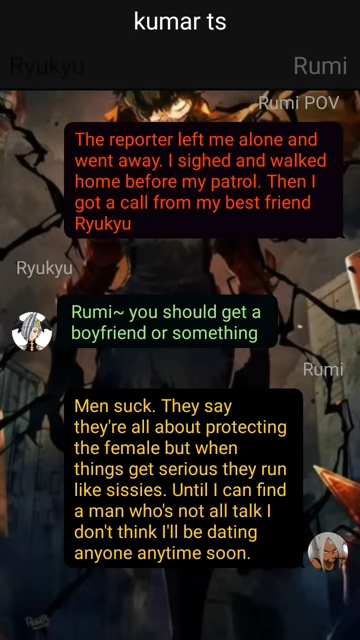 kumar ts
Ryukyu
Rumi
Rumi POV
The reporter left me alone and
went away. I sighed and walked
home before my patrol. Then I
got a call from my best friend
Ryukyu
Ryukyu
Rumi~ you should get a
boyfriend or something
Rumi
Men suck. They say
they're all about protecting
the female but when
things get serious they run
like sissies. Until I can find
a man who's not all talk I
don't think I'll be dating
anyone anytime soon.